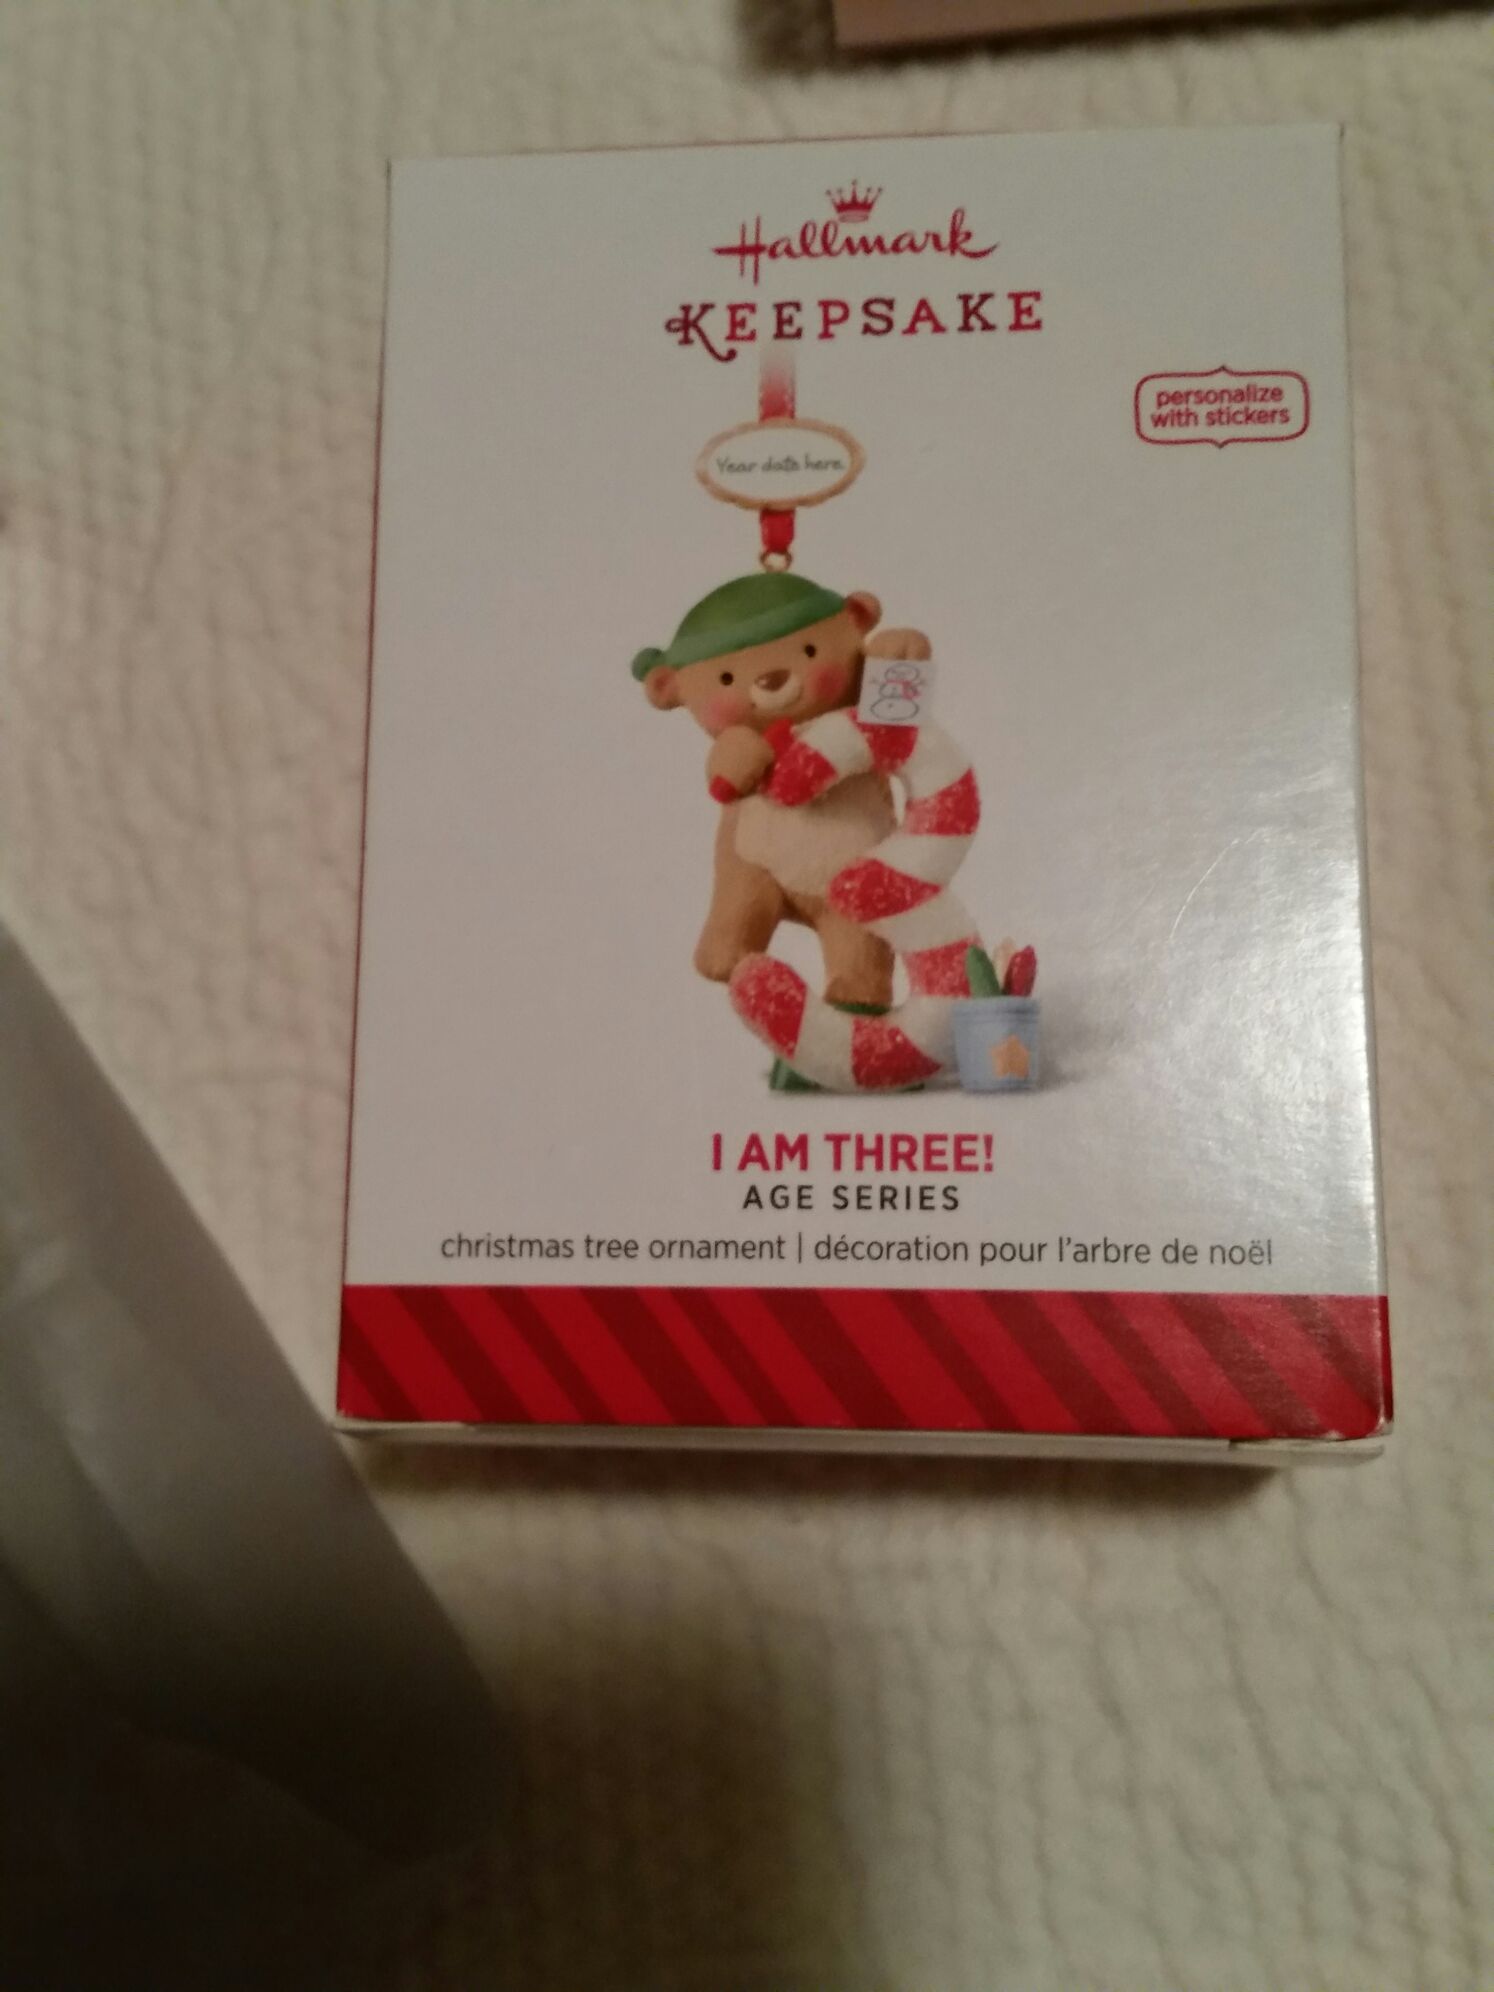 Hallmark
KEEPSAKE
personalize
with stickers
Year date here.
I AM THREE!
AGE SERIES
christmas tree ornament | décoration pour l'arbre de noël